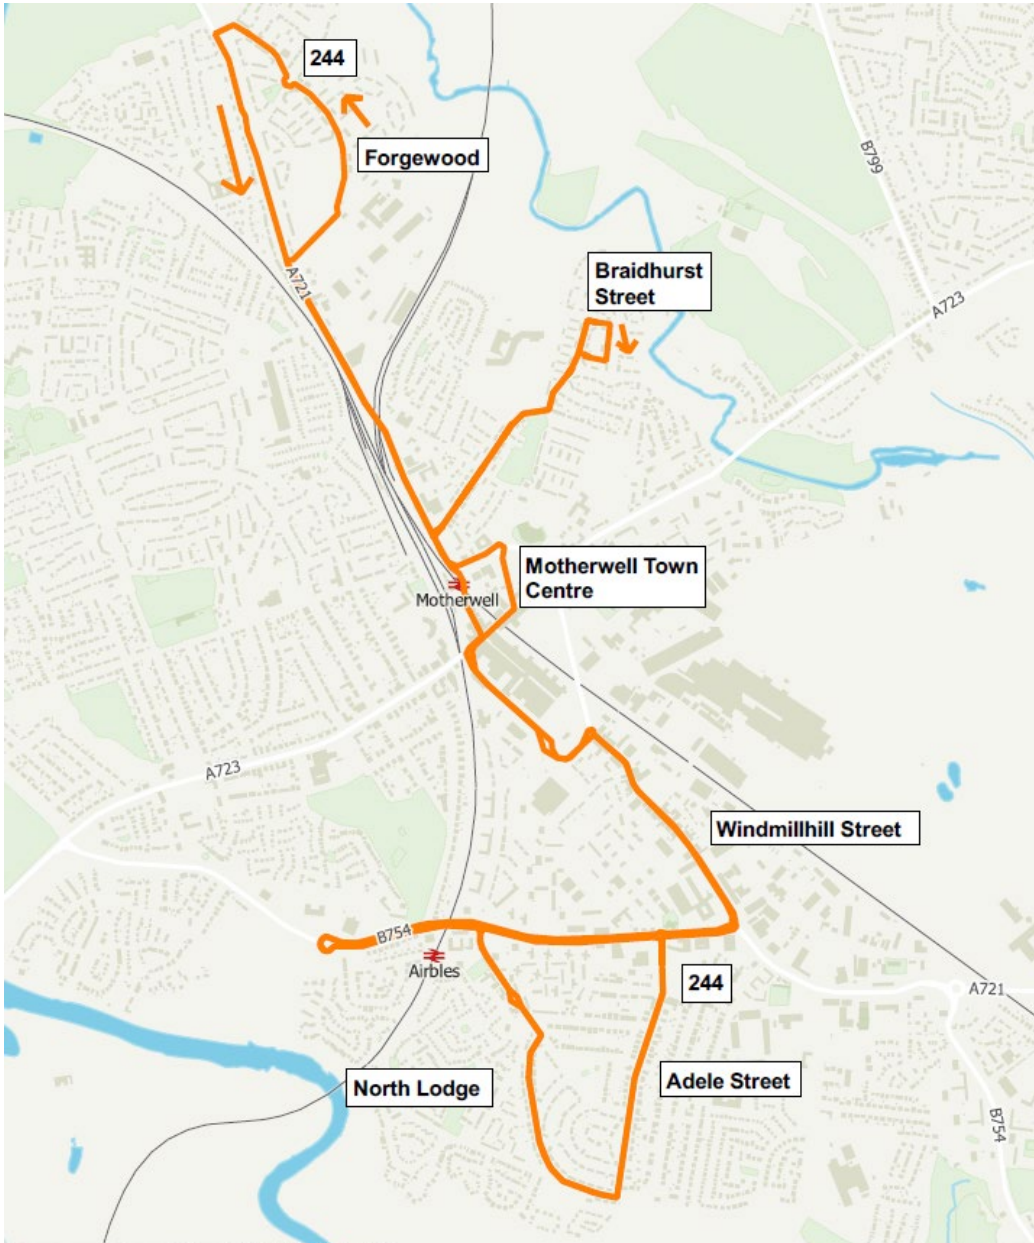 244
Forgewood
B799
Braidhurst
Street
A721
A723
Motherwell Town
Centre
Motherwell
A723
Windmillhill Street
B754
Airbles
244
A721
North Lodge
Adele Street
B754